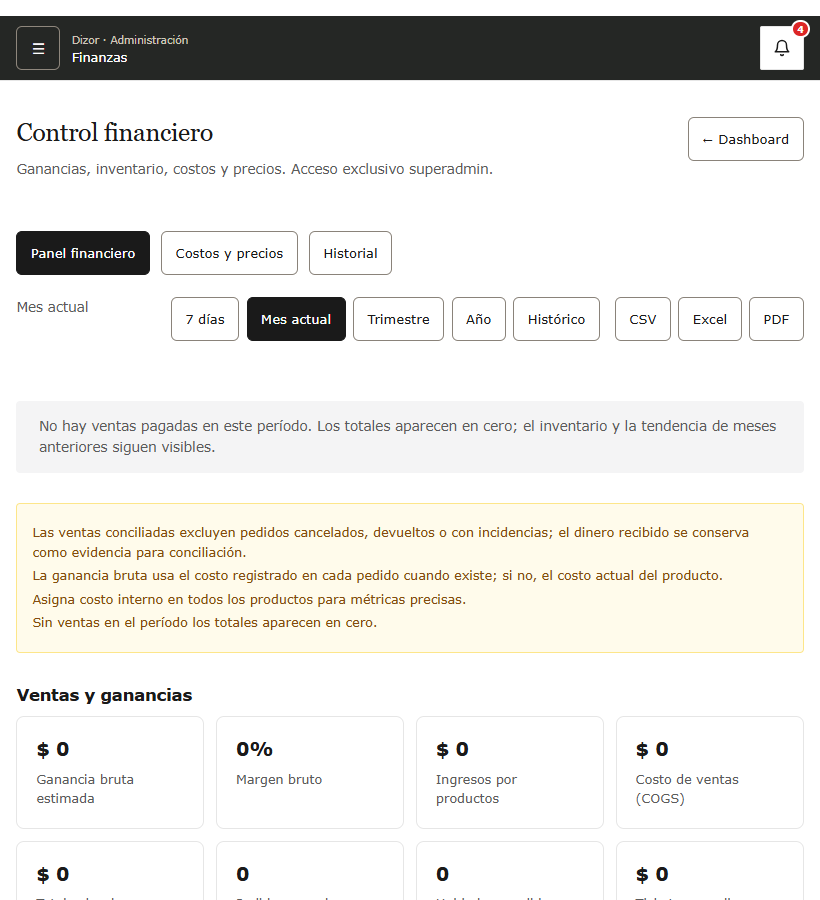 Dizor · Administración
Finanzas
4
Control financiero
← Dashboard
Ganancias, inventario, costos y precios. Acceso exclusivo superadmin.
Panel financiero
Costos y precios
Historial
Mes actual
7 días
Mes actual
Trimestre
Año
Histórico
CSV
Excel
PDF
No hay ventas pagadas en este período. Los totales aparecen en cero; el inventario y la tendencia de meses
anteriores siguen visibles.
Las ventas conciliadas excluyen pedidos cancelados, devueltos o con incidencias; el dinero recibido se conserva
como evidencia para conciliación.
La ganancia bruta usa el costo registrado en cada pedido cuando existe; si no, el costo actual del producto.
Asigna costo interno en todos los productos para métricas precisas.
Sin ventas en el período los totales aparecen en cero.
Ventas y ganancias
$ 0
Ganancia bruta
estimada
0%
Margen bruto
$ 0
Ingresos por
productos
$ 0
Costo de ventas
(COGS)
$ 0
0
0
$ 0